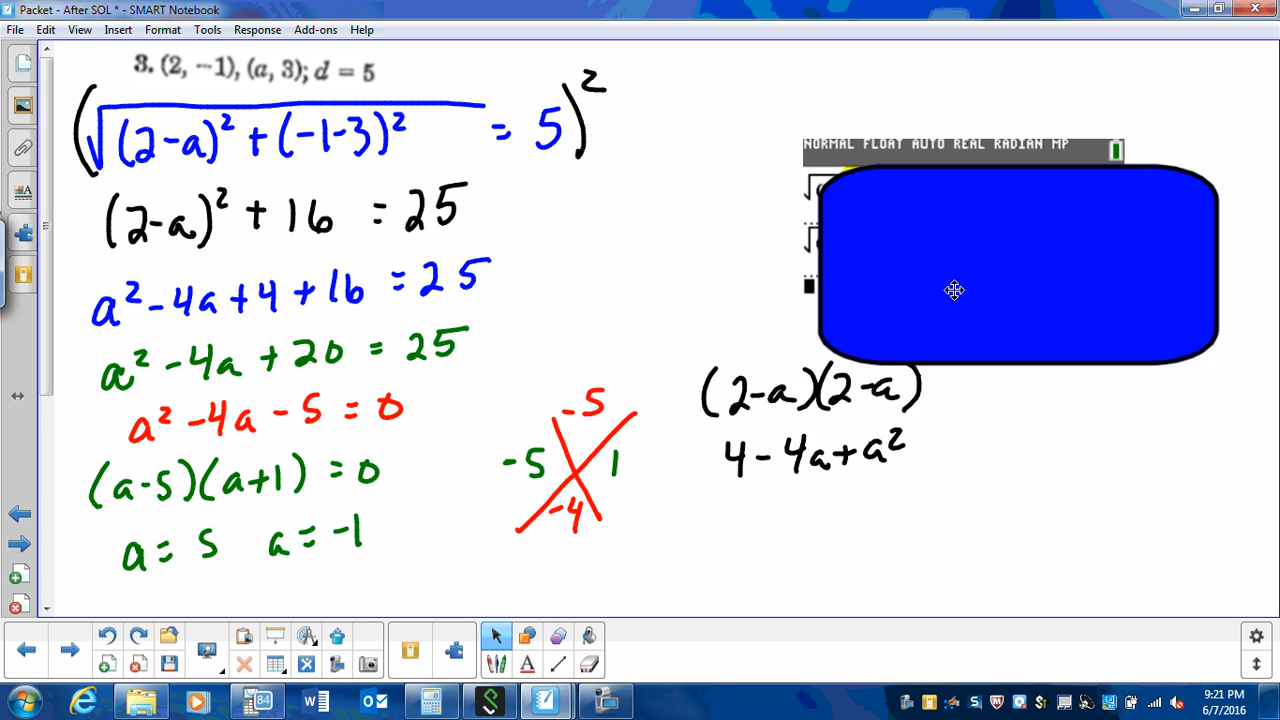 Packet - After SOL * - SMART Notebook
File Edit View Insert Format Tools Response Add-ons Help
3. (2, −1), (a, 3); d = 5
(√(2-a)² + (-1-3)² = 5)²
(2-a)² + 16 = 25
a² - 4a + 4 + 16 = 25
a² - 4a + 20 = 25
a² - 4a - 5 = 0
(a-5)(a+1) = 0
a = 5 a = -1
-5
-5 1
-4
NORMAL FLOAT AUTO REAL RADIAN MP
(2-a)(2-a)
4 - 4a + a²
84
9:21 PM
6/7/2016